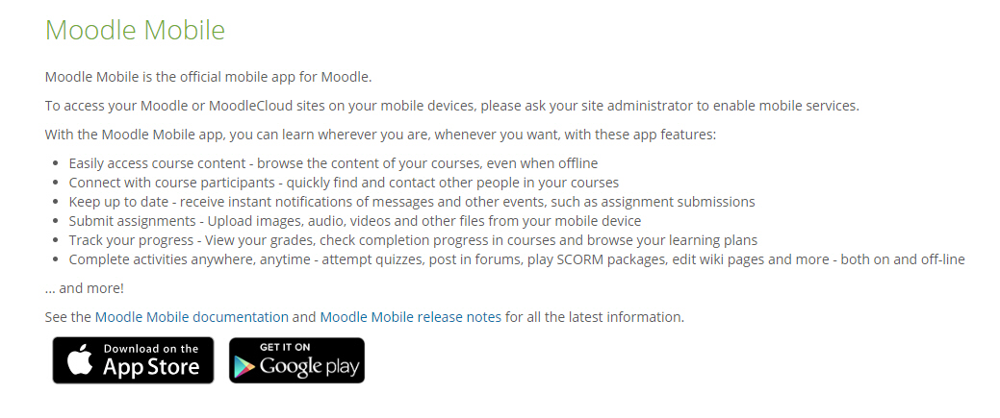 Moodle Mobile
Moodle Mobile is the official mobile app for Moodle.
To access your Moodle or MoodleCloud sites on your mobile devices, please ask your site administrator to enable mobile services.
With the Moodle Mobile app, you can learn wherever you are, whenever you want, with these app features:
• Easily access course content - browse the content of your courses, even when offline
• Connect with course participants - quickly find and contact other people in your courses
• Keep up to date - receive instant notifications of messages and other events, such as assignment submissions
• Submit assignments - Upload images, audio, videos and other files from your mobile device
• Track your progress - View your grades, check completion progress in courses and browse your learning plans
• Complete activities anywhere, anytime - attempt quizzes, post in forums, play SCORM packages, edit wiki pages and more - both on and off-line
... and more!
See the Moodle Mobile documentation and Moodle Mobile release notes for all the latest information.
Download on the
App Store
GET IT ON
Google play